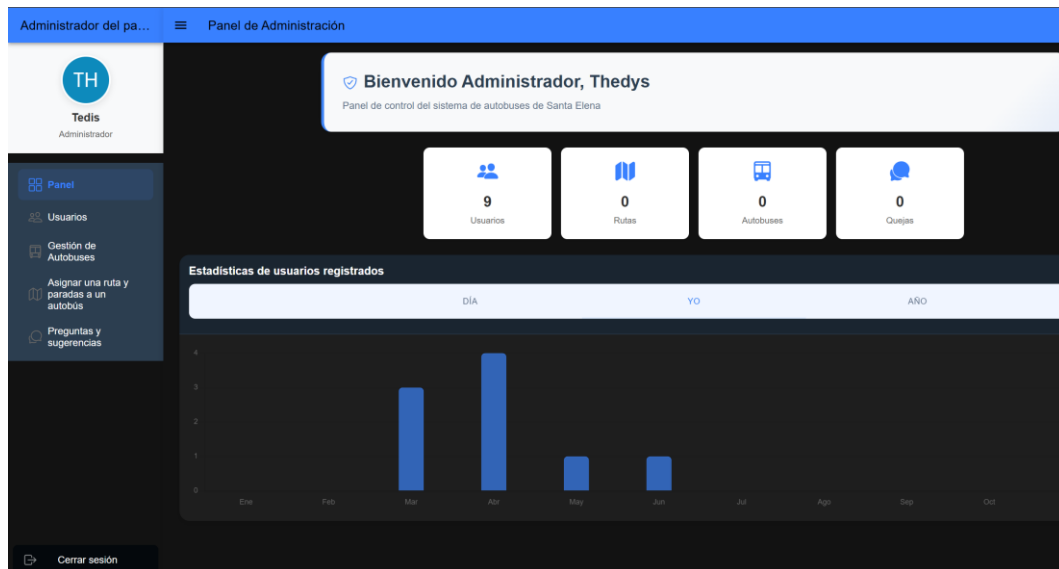 Administrador del pa...
Panel de Administración
TH
Tedis
Administrador
Panel
Usuarios
Gestión de
Autobuses
Asignar una ruta y
paradas a un
autobús
Preguntas y
sugerencias
Cerrar sesión
Bienvenido Administrador, Thedys
Panel de control del sistema de autobuses de Santa Elena
9
Usuarios
0
Rutas
0
Autobuses
0
Quejas
Estadísticas de usuarios registrados
DÍA
YO
AÑO
4
3
2
1
0
Ene
Feb
Mar
Abr
May
Jun
Jul
Ago
Sep
Oct